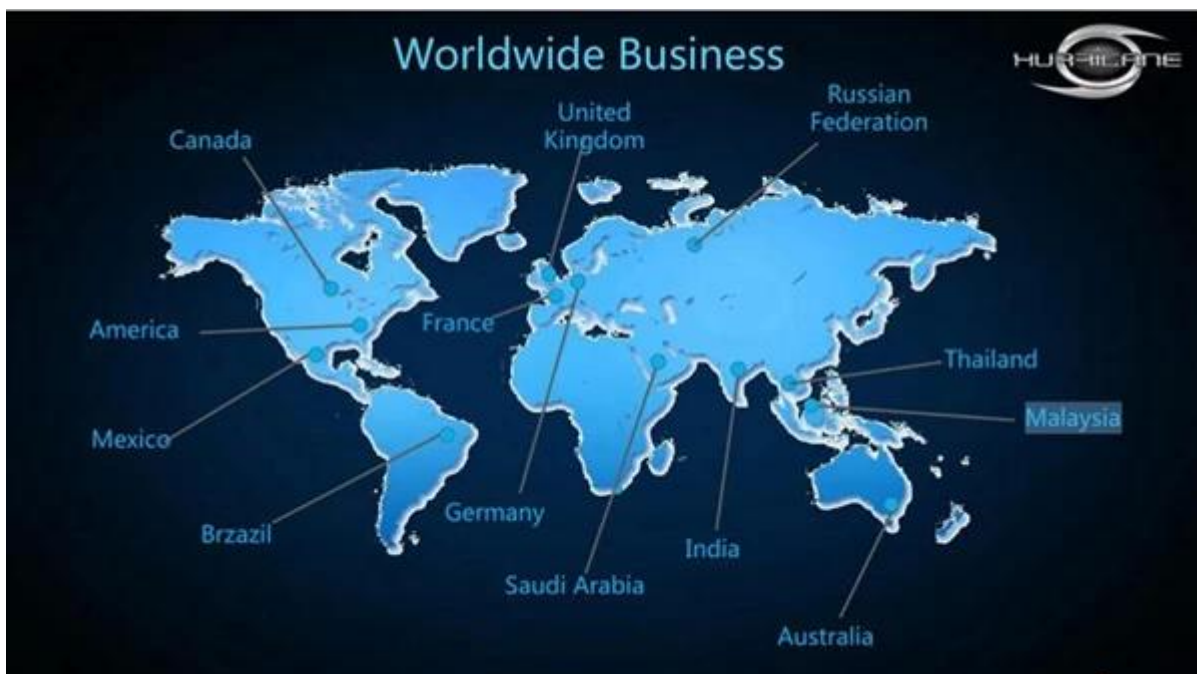 Worldwide Business
HURRICANE
Russian
Federation
United
Kingdom
Canada
America
France
Thailand
Malaysia
Mexico
Germany
Brzazil
India
Saudi Arabia
Australia